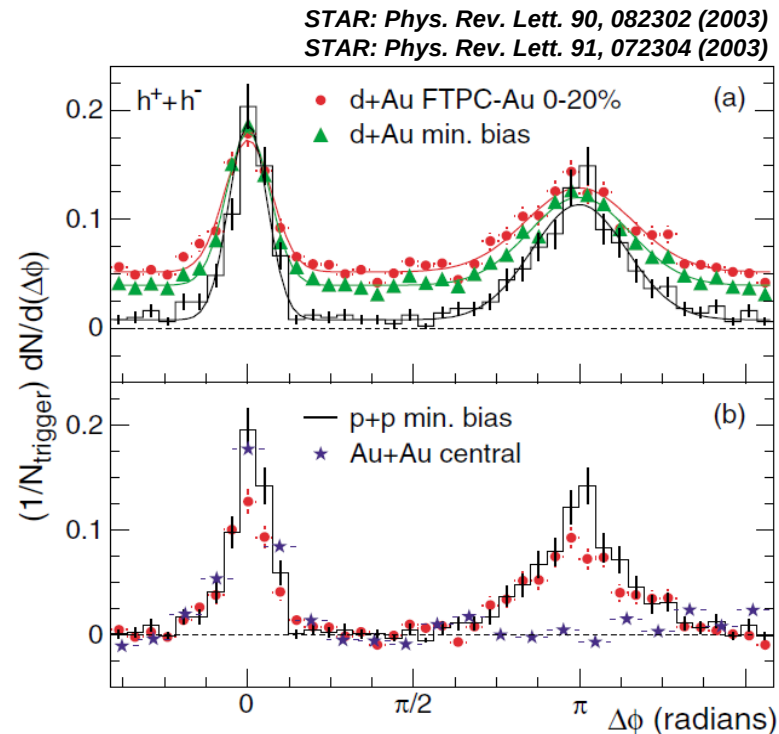 STAR: Phys. Rev. Lett. 90, 082302 (2003)
STAR: Phys. Rev. Lett. 91, 072304 (2003)
h⁺+h⁻
d+Au FTPC-Au 0-20%
(a)
d+Au min. bias
0.2
0.1
0
p+p min. bias
(b)
Au+Au central
0.2
0.1
0
(1/N_trigger) dN/d(Δϕ)
0
π/2
π
Δϕ (radians)